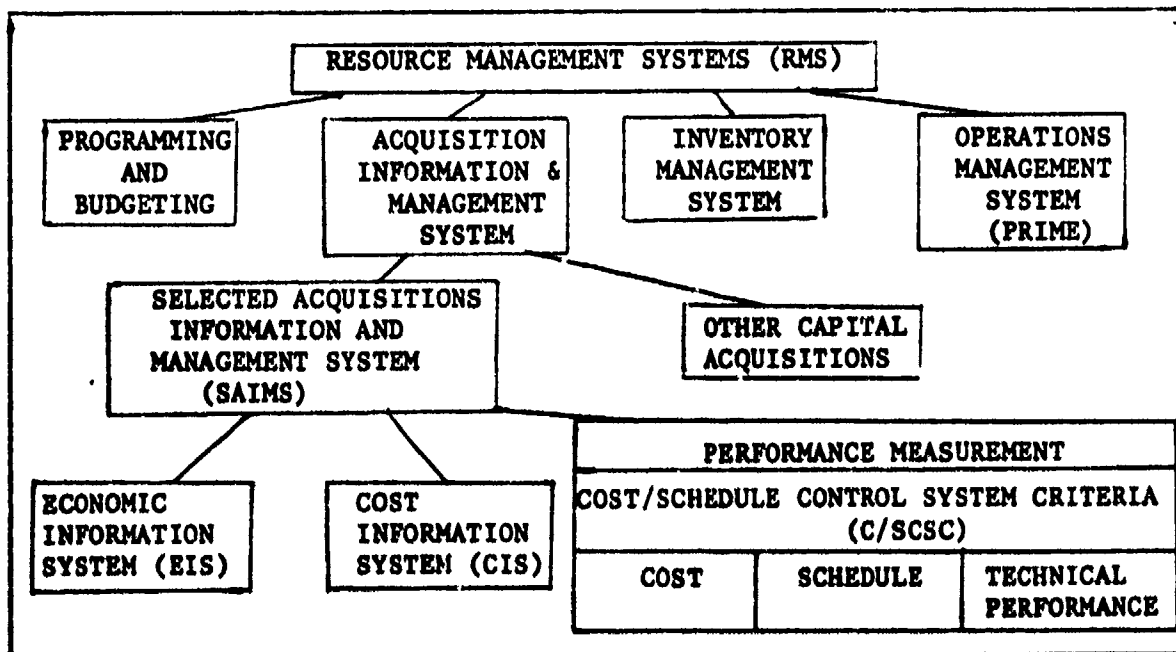 RESOURCE MANAGEMENT SYSTEMS (RMS)
PROGRAMMING
AND
BUDGETING
ACQUISITION
INFORMATION &
MANAGEMENT
SYSTEM
INVENTORY
MANAGEMENT
SYSTEM
OPERATIONS
MANAGEMENT
SYSTEM
(PRIME)
SELECTED ACQUISITIONS
INFORMATION AND
MANAGEMENT SYSTEM
(SAIMS)
OTHER CAPITAL
ACQUISITIONS
ECONOMIC
INFORMATION
SYSTEM (EIS)
COST
INFORMATION
SYSTEM (CIS)
PERFORMANCE MEASUREMENT
COST/SCHEDULE CONTROL SYSTEM CRITERIA
(C/SCSC)
COST
SCHEDULE
TECHNICAL
PERFORMANCE